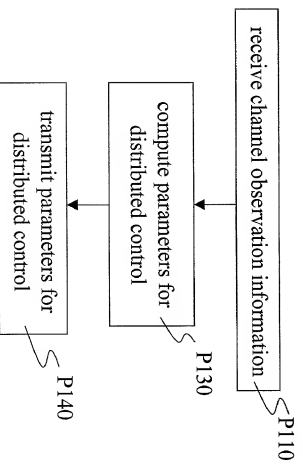 receive channel observation information
P110
compute parameters for
distributed control
P130
transmit parameters for
distributed control
P140